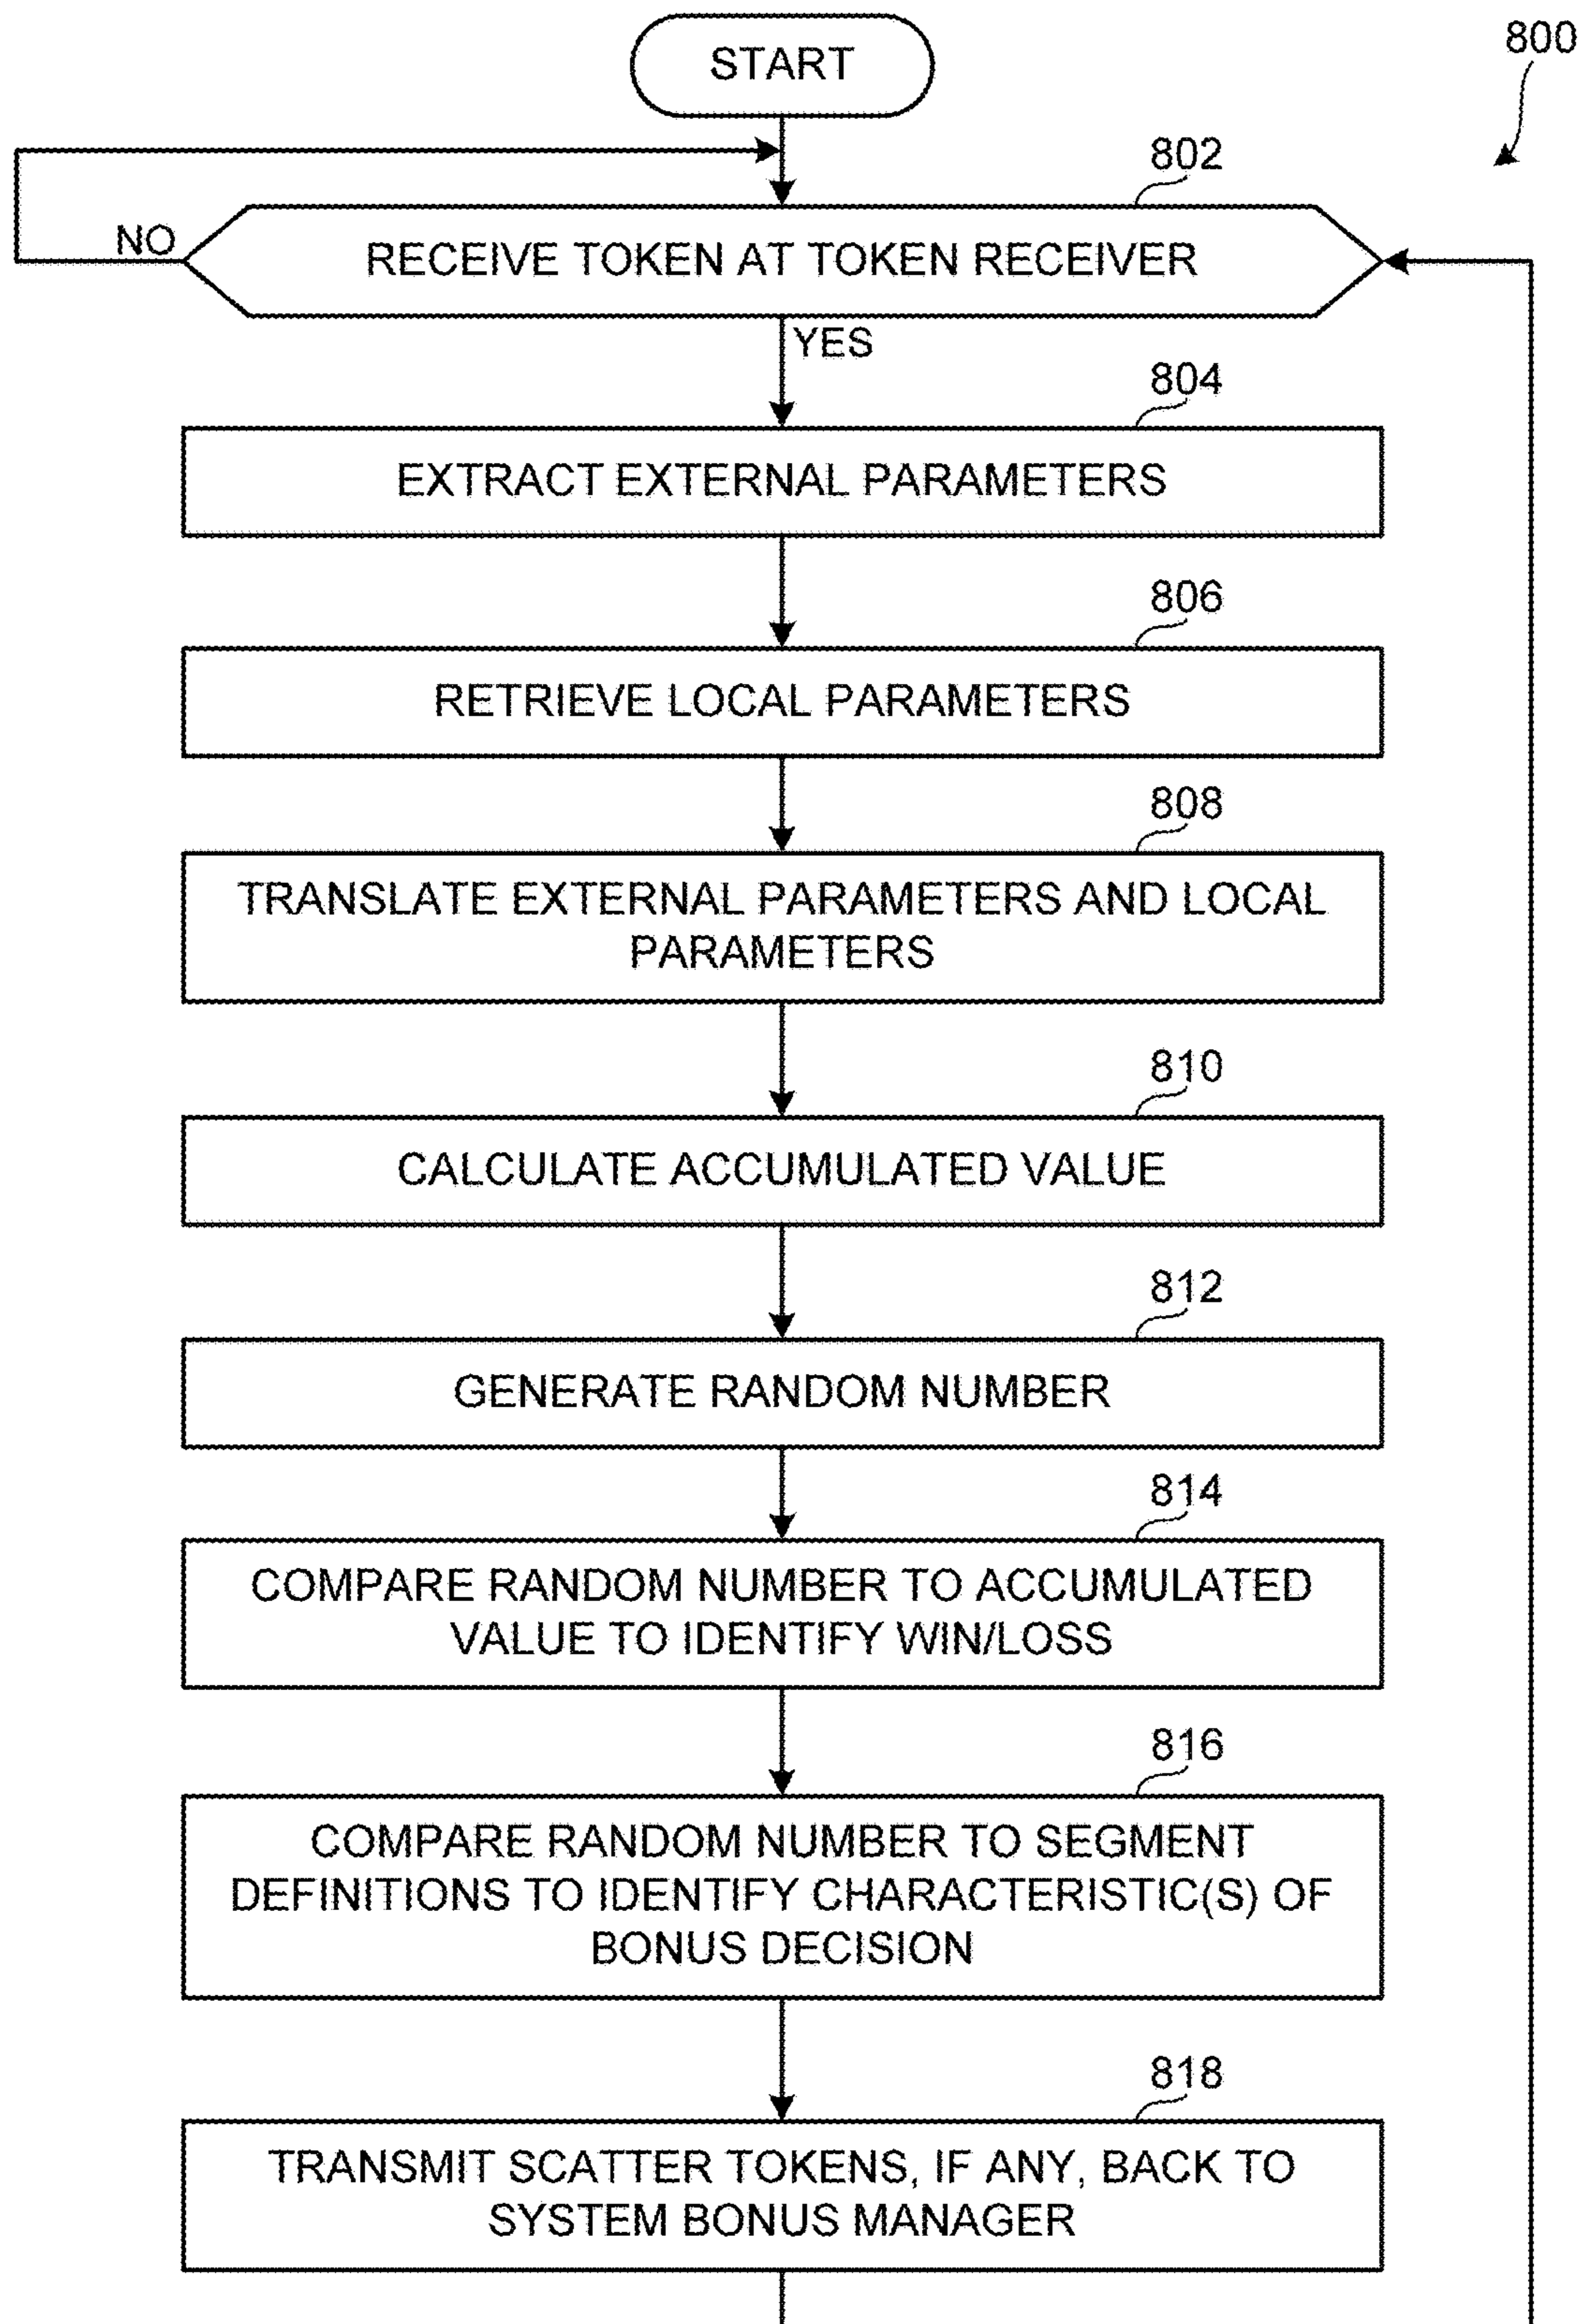 START
800
802
NO
RECEIVE TOKEN AT TOKEN RECEIVER
YES
804
EXTRACT EXTERNAL PARAMETERS
806
RETRIEVE LOCAL PARAMETERS
808
TRANSLATE EXTERNAL PARAMETERS AND LOCAL
PARAMETERS
810
CALCULATE ACCUMULATED VALUE
812
GENERATE RANDOM NUMBER
814
COMPARE RANDOM NUMBER TO ACCUMULATED
VALUE TO IDENTIFY WIN/LOSS
816
COMPARE RANDOM NUMBER TO SEGMENT
DEFINITIONS TO IDENTIFY CHARACTERISTIC(S) OF
BONUS DECISION
818
TRANSMIT SCATTER TOKENS, IF ANY, BACK TO
SYSTEM BONUS MANAGER